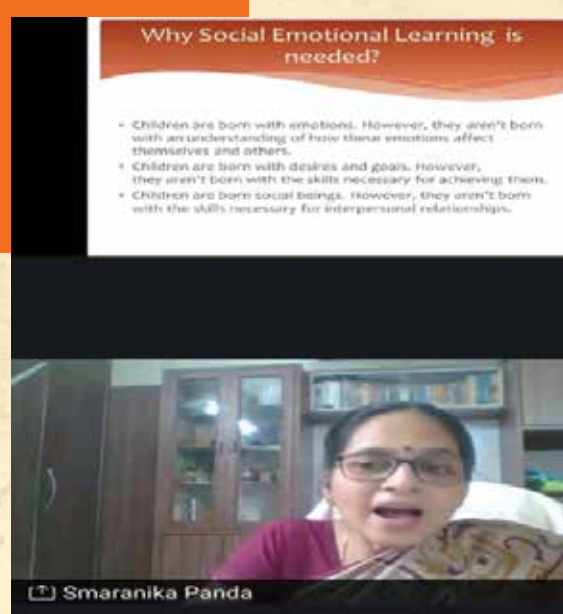 Why Social Emotional Learning is
needed?
• Children are born with emotions. However, they aren't born
with an understanding of how these emotions affect
themselves and others.
• Children are born with desires and goals. However,
they aren't born with the skills necessary for achieving them.
• Children are born social beings. However, they aren't born
with the skills necessary for interpersonal relationships.
Smaranika Panda